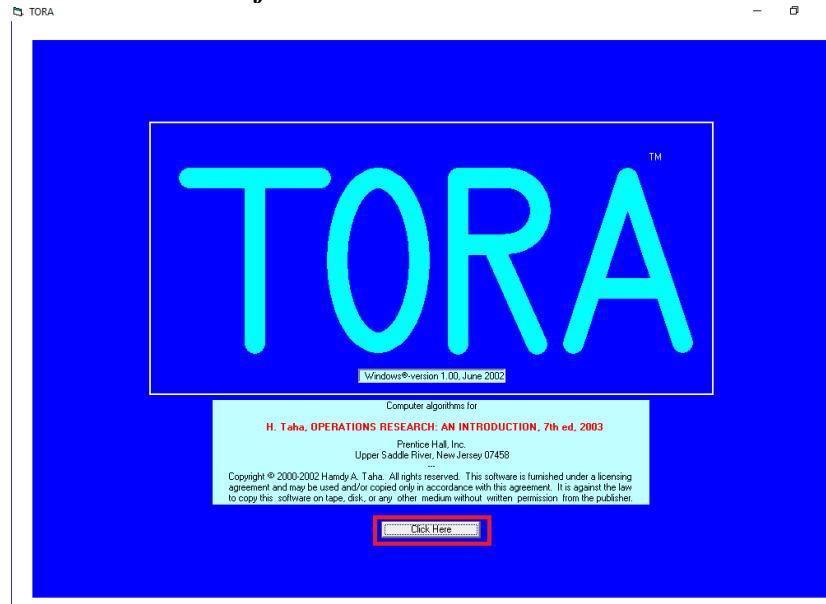 TORA
TORA
TM
Windows®-version 1.00, June 2002
Computer algorithms for
H. Taha, OPERATIONS RESEARCH: AN INTRODUCTION, 7th ed, 2003
Prentice Hall, Inc.
Upper Saddle River, New Jersey 07458
---
Copyright © 2000-2002 Hamdy A. Taha. All rights reserved. This software is furnished under a licensing
agreement and may be used and/or copied only in accordance with this agreement. It is against the law
to copy this software on tape, disk, or any other medium without written permission from the publisher.
Click Here